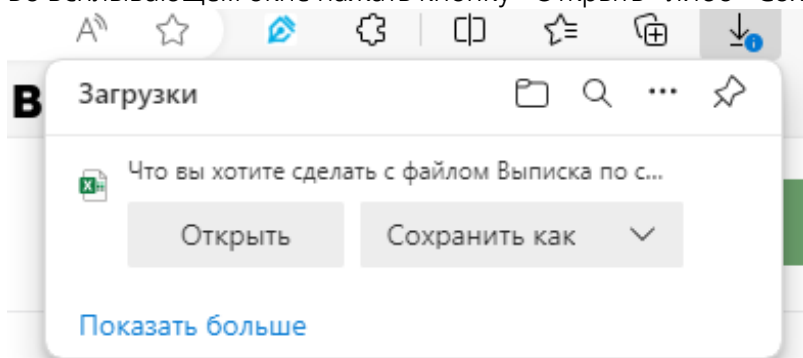 Загрузки
Что вы хотите сделать с файлом Выписка по с...
Открыть
Сохранить как
Показать больше